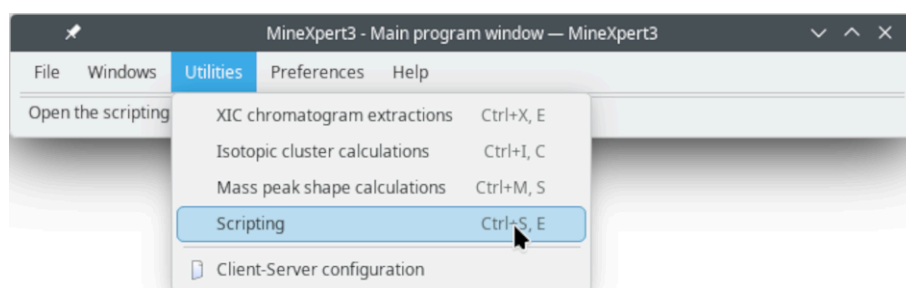 MineXpert3 - Main program window — MineXpert3
File Windows Utilities Preferences Help
Open the scripting
XIC chromatogram extractions Ctrl+X, E
Isotopic cluster calculations Ctrl+I, C
Mass peak shape calculations Ctrl+M, S
Scripting Ctrl+S, E
Client-Server configuration